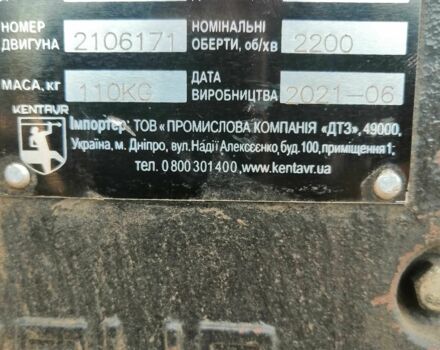 НОМЕР ДВИГУНА 2106171
НОМІНАЛЬНІ ОБЕРТИ, об/хв 2200
МАСА, кг 110KG
ДАТА ВИРОБНИЦТВА 2021-06
KENTAVR
Імпортер: ТОВ «ПРОМИСЛОВА КОМПАНІЯ «ДТЗ», 49000,
Україна, м. Дніпро, вул. Надії Алексєєнко, буд. 100, приміщення 1;
тел. 0 800 301 400, www.kentavr.ua